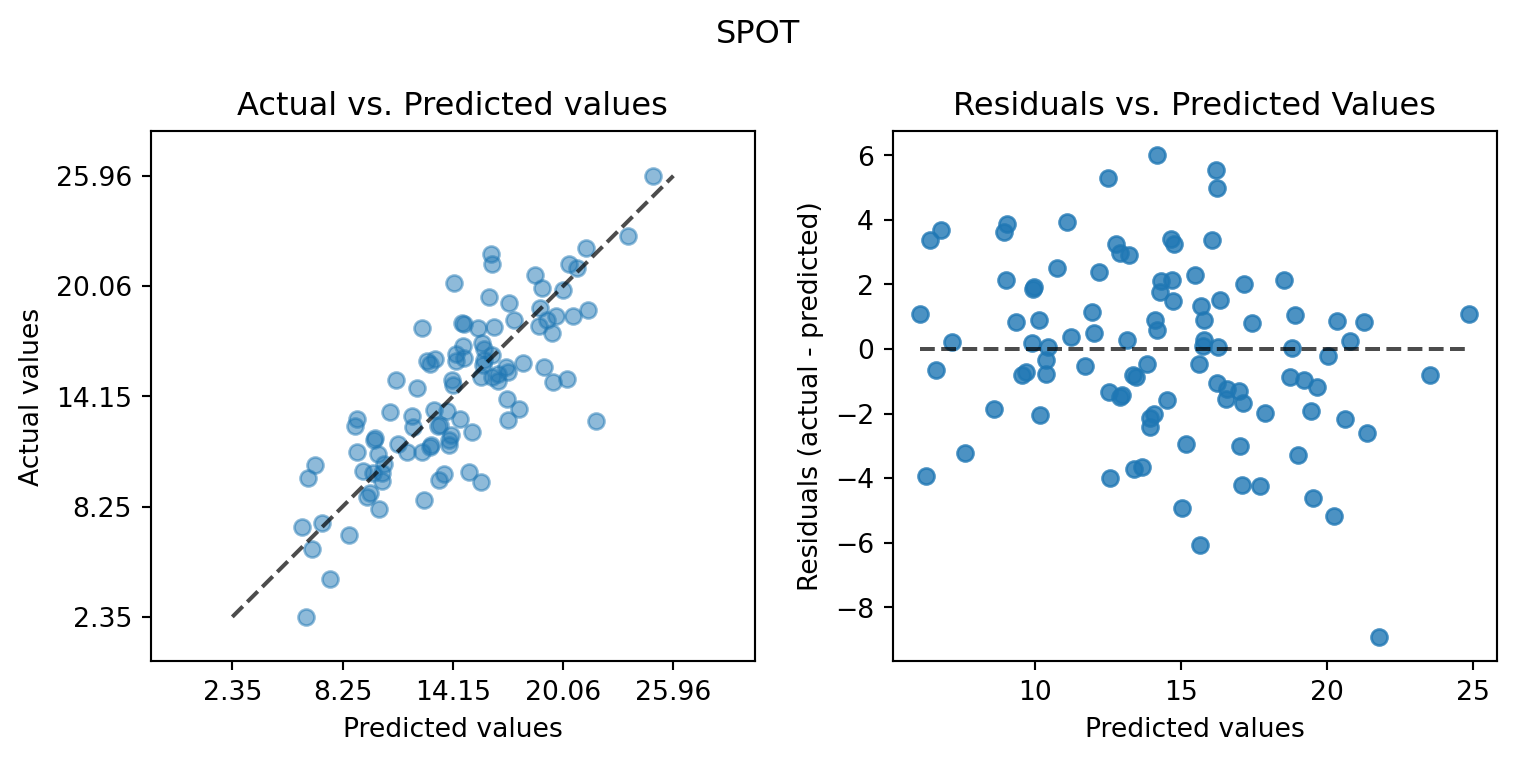 SPOT
Actual vs. Predicted values
Actual values
25.96
20.06
14.15
8.25
2.35
2.35 8.25 14.15 20.06 25.96
Predicted values
Residuals vs. Predicted Values
Residuals (actual - predicted)
6
4
2
0
−2
−4
−6
−8
10 15 20 25
Predicted values